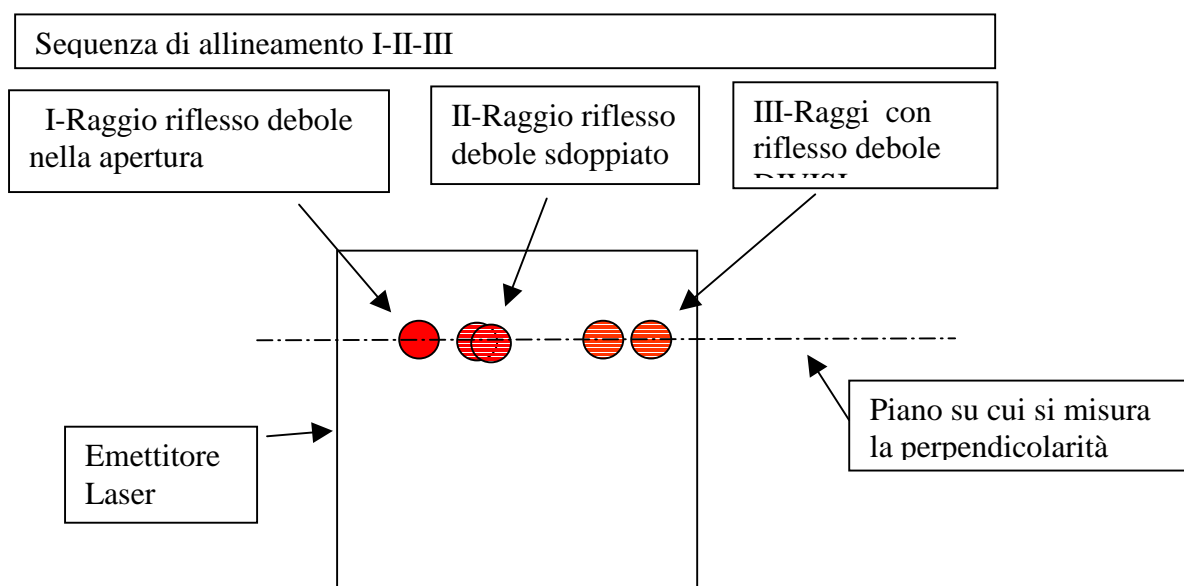 Sequenza di allineamento I-II-III
I-Raggio riflesso debole
nella apertura
II-Raggio riflesso
debole sdoppiato
III-Raggi con
riflesso debole
DIVISI
Piano su cui si misura
la perpendicolarità
Emettitore
Laser